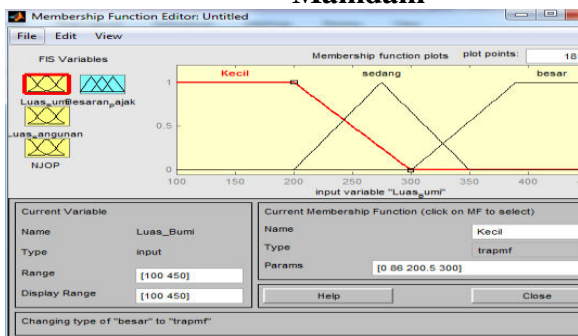 Mamdani
Membership Function Editor: Untitled
File Edit View
FIS Variables
Membership function plots
plot points:
18
Kecil
sedang
besar
1
0.5
0
Luas_Bumi
Besaran_pajak
Luas_angunan
NJOP
100 150 200 250 300 350 400
input variable "Luas_Bumi"
Current Variable
Name Luas_Bumi
Type input
Range [100 450]
Display Range [100 450]
Current Membership Function (click on MF to select)
Name Kecil
Type trapmf
Params [0 86 200.5 300]
Help
Close
Changing type of "besar" to "trapmf"